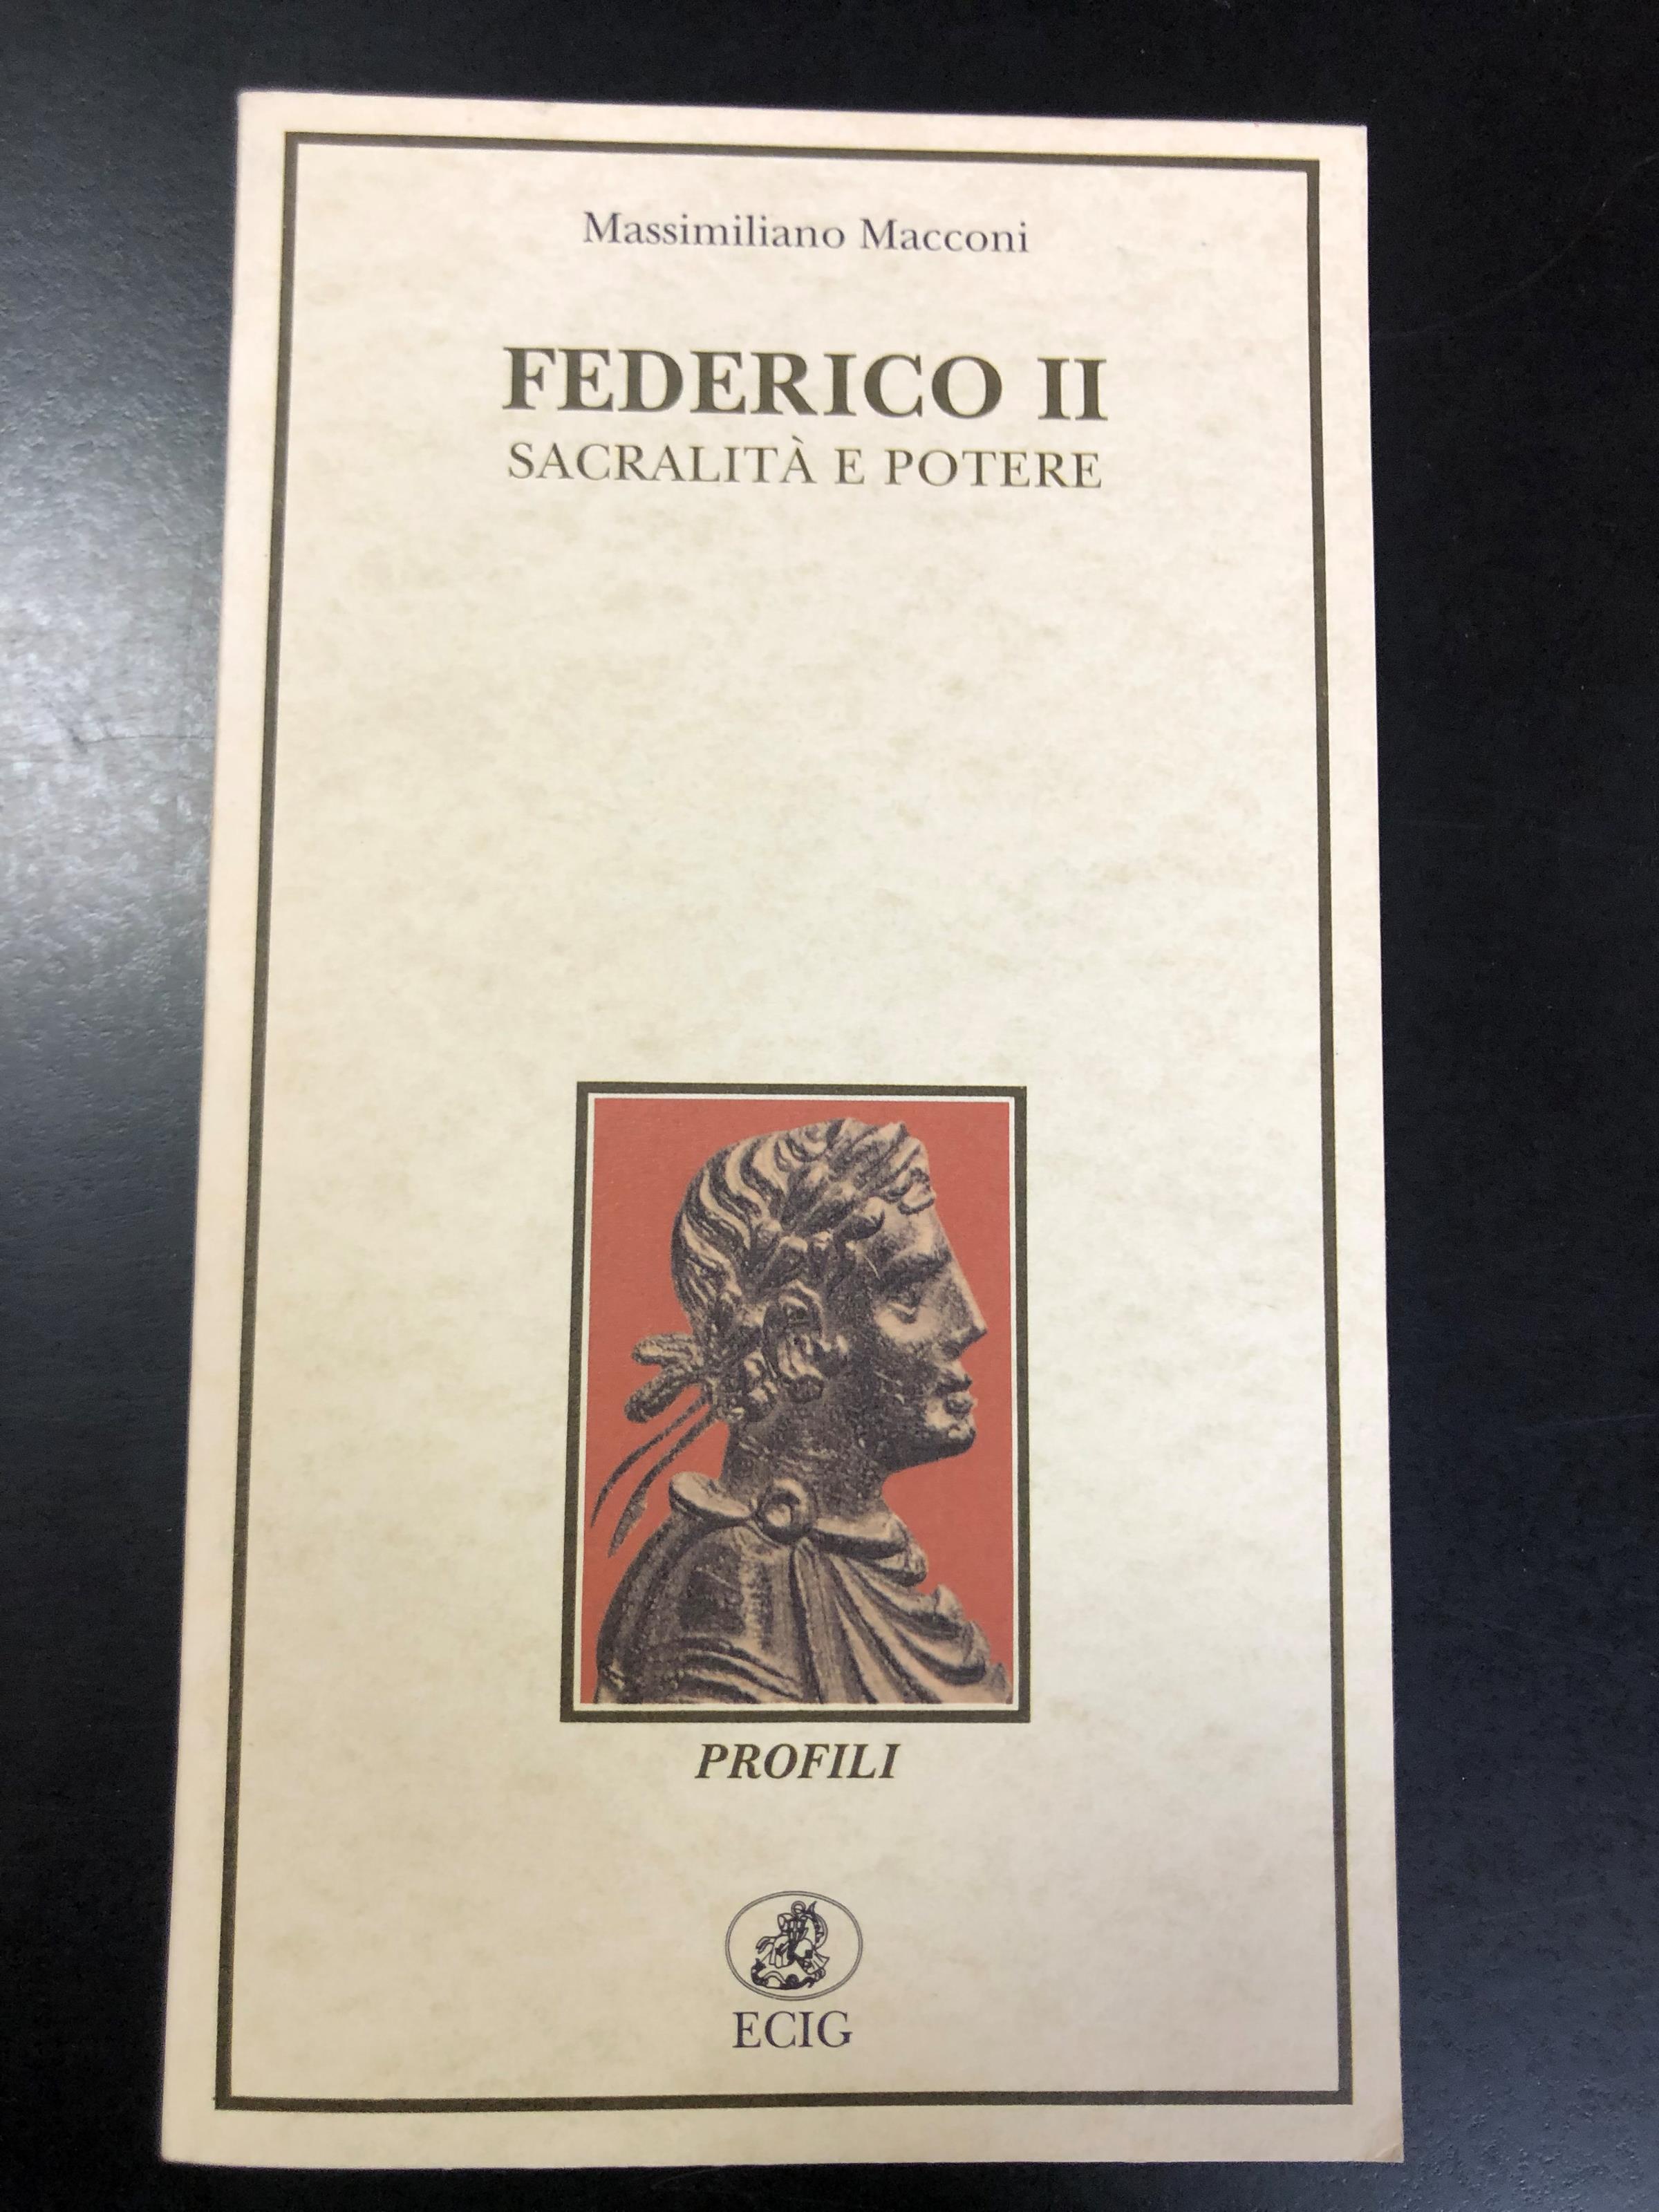 Massimiliano Macconi
FEDERICO II
SACRALITÀ E POTERE
PROFILI
ECIG